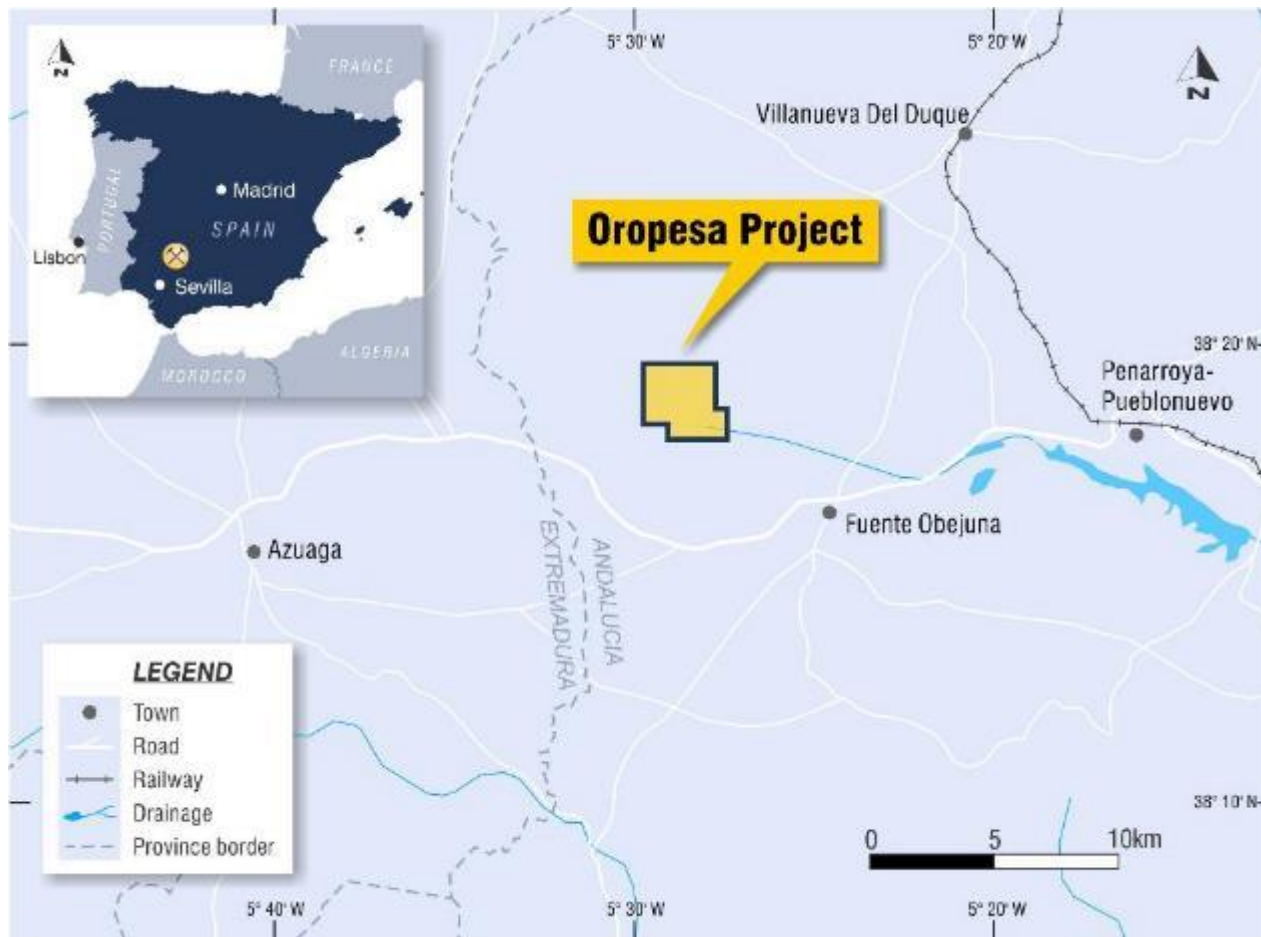 N
FRANCE
PORTUGAL
Madrid
SPAIN
Lisbon
Sevilla
ALGERIA
MOROCCO
5° 30' W
5° 20' W
N
Villanueva Del Duque
Oropesa Project
38° 20' N
Penarroya-
Pueblonuevo
Fuente Obejuna
Azuaga
ANDALUCIA
EXTREMADURA
LEGEND
Town
Road
Railway
Drainage
Province border
38° 10' N
0 5 10km
5° 40' W
5° 30' W
5° 20' W